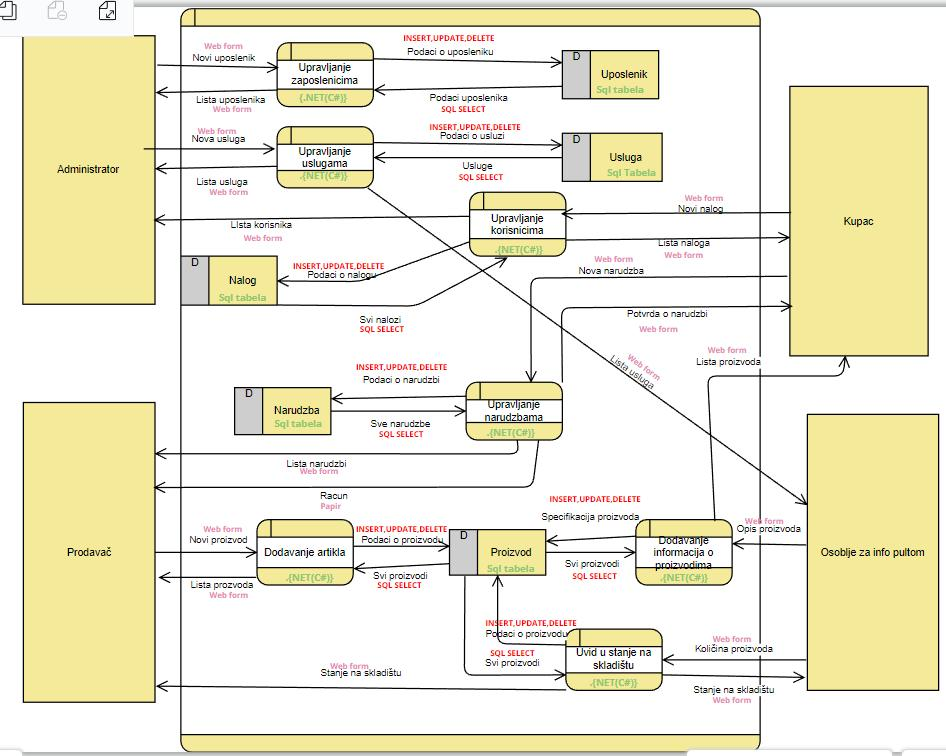 Web form
Novi uposlenik
Lista uposlenika
Web form
Upravljanje
zaposlenicima
{.NET(C#)}
INSERT,UPDATE,DELETE
Podaci o uposleniku
Podaci uposlenika
SQL SELECT
D
Uposlenik
Sql tabela
Administrator
Web form
Nova usluga
Lista usluga
Web form
Upravljanje
uslugama
.{NET(C#)}
INSERT,UPDATE,DELETE
Podaci o usluzi
Usluge
SQL SELECT
D
Usluga
Sql Tabela
Kupac
LIsta korisnika
Web form
Upravljanje
korisnicima
.{NET(C#)}
Web form
Novi nalog
Lista naloga
Web form
D
Nalog
Sql tabela
INSERT,UPDATE,DELETE
Podaci o nalogu
Svi nalozi
SQL SELECT
Web form
Nova narudzba
Potvrda o narudzbi
Web form
Web form
Lista proizvoda
Web form
Lista usluga
D
Narudzba
Sql tabela
INSERT,UPDATE,DELETE
Podaci o narudzbi
Sve narudzbe
SQL SELECT
Upravljanje
narudzbama
.{NET(C#)}
Lista narudzbi
Web form
Racun
Papir
Prodavač
Web form
Novi proizvod
Lista przvoda
Web form
Dodavanje artikla
.{NET(C#)}
INSERT,UPDATE,DELETE
Podaci o proizvodu
Svi proizvodi
SQL SELECT
D
Proizvod
Sql tabela
INSERT,UPDATE,DELETE
Specifikacija proizvoda
Svi proizvodi
SQL SELECT
Dodavanje
informacija o
proizvodima
.{NET(C#)}
Web form
Opis proizvoda
Osoblje za info pultom
INSERT,UPDATE,DELETE
Podaci o proizvodu
SQL SELECT
Svi proizvodi
Uvid u stanje na
skladištu
.{NET(C#)}
Web form
Količina proizvoda
Stanje na skladištu
Web form
Web form
Stanje na skladištu